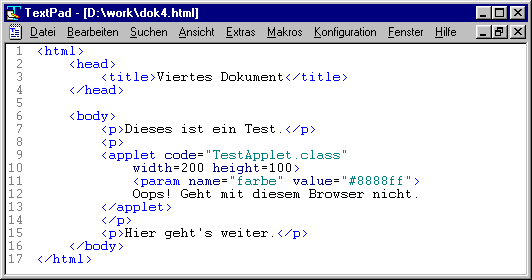 TextPad - [D:\work\dok4.html]
Datei Bearbeiten Suchen Ansicht Extras Makros Konfiguration Fenster Hilfe
1 <html>
2     <head>
3         <title>Viertes Dokument</title>
4     </head>
5
6     <body>
7         <p>Dieses ist ein Test.</p>
8         <p>
9         <applet code="TestApplet.class"
10             width=200 height=100>
11             <param name="farbe" value="#8888ff">
12             Oops! Geht mit diesem Browser nicht.
13         </applet>
14         </p>
15         <p>Hier geht's weiter.</p>
16     </body>
17 </html>